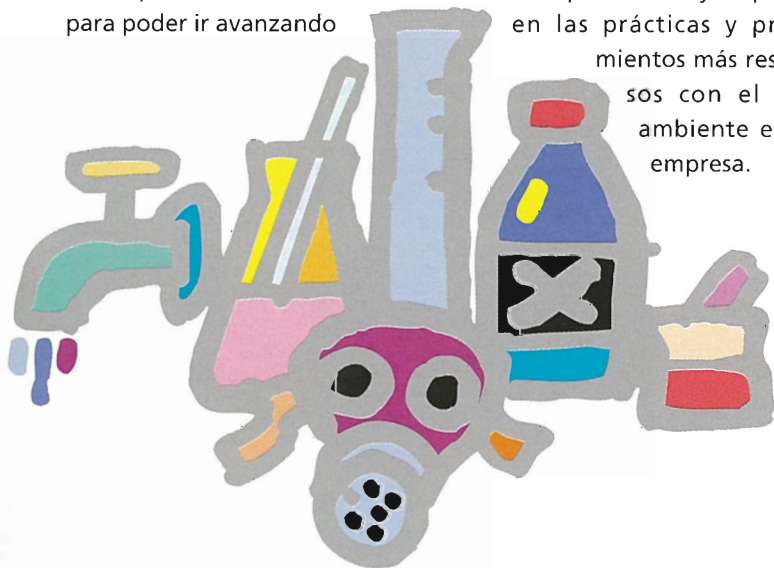 para poder ir avanzando
en las prácticas y pr
mientos más res
sos con el
ambiente e
empresa.